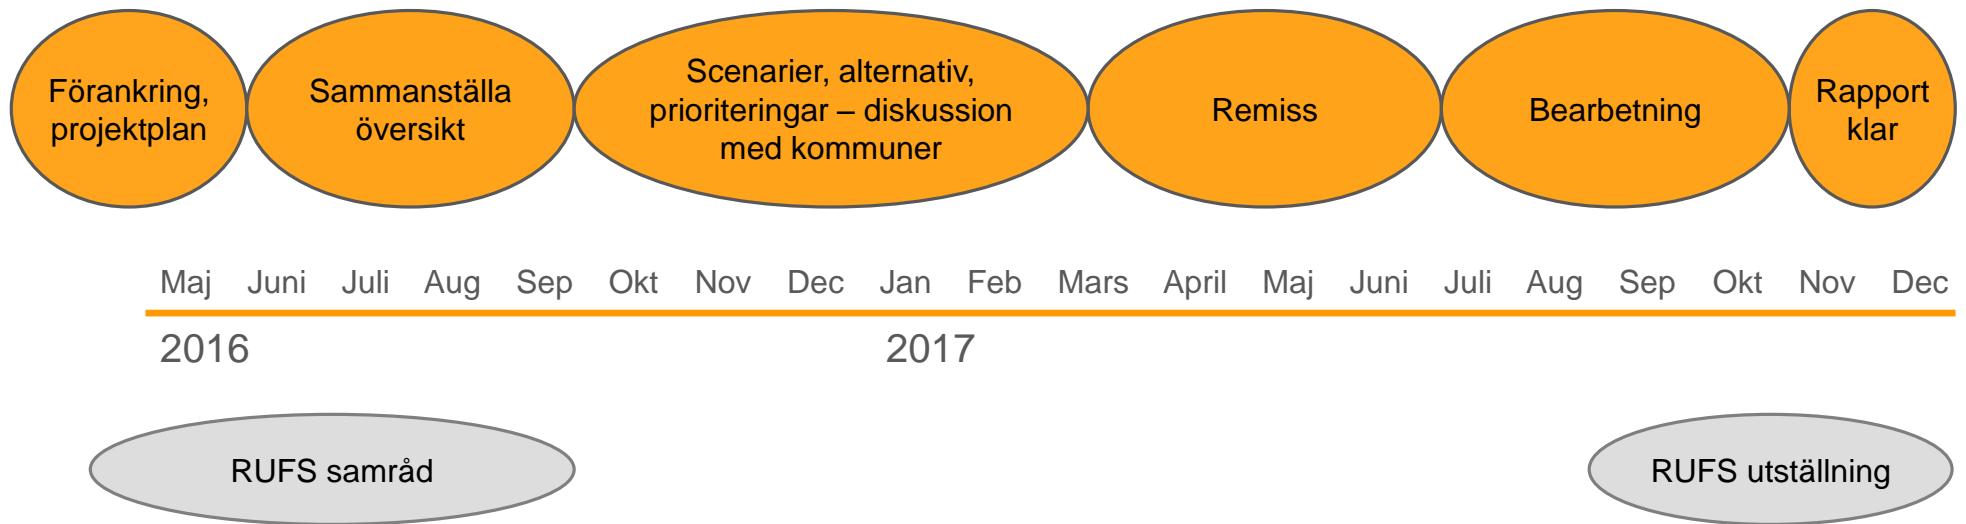 Förankring,
projektplan
Sammanställa
översikt
Scenarier, alternativ,
prioriteringar – diskussion
med kommuner
Remiss
Bearbetning
Rapport
klar
Maj Juni Juli Aug Sep Okt Nov Dec Jan Feb Mars April Maj Juni Juli Aug Sep Okt Nov Dec
2016 2017
RUFS samråd
RUFS utställning